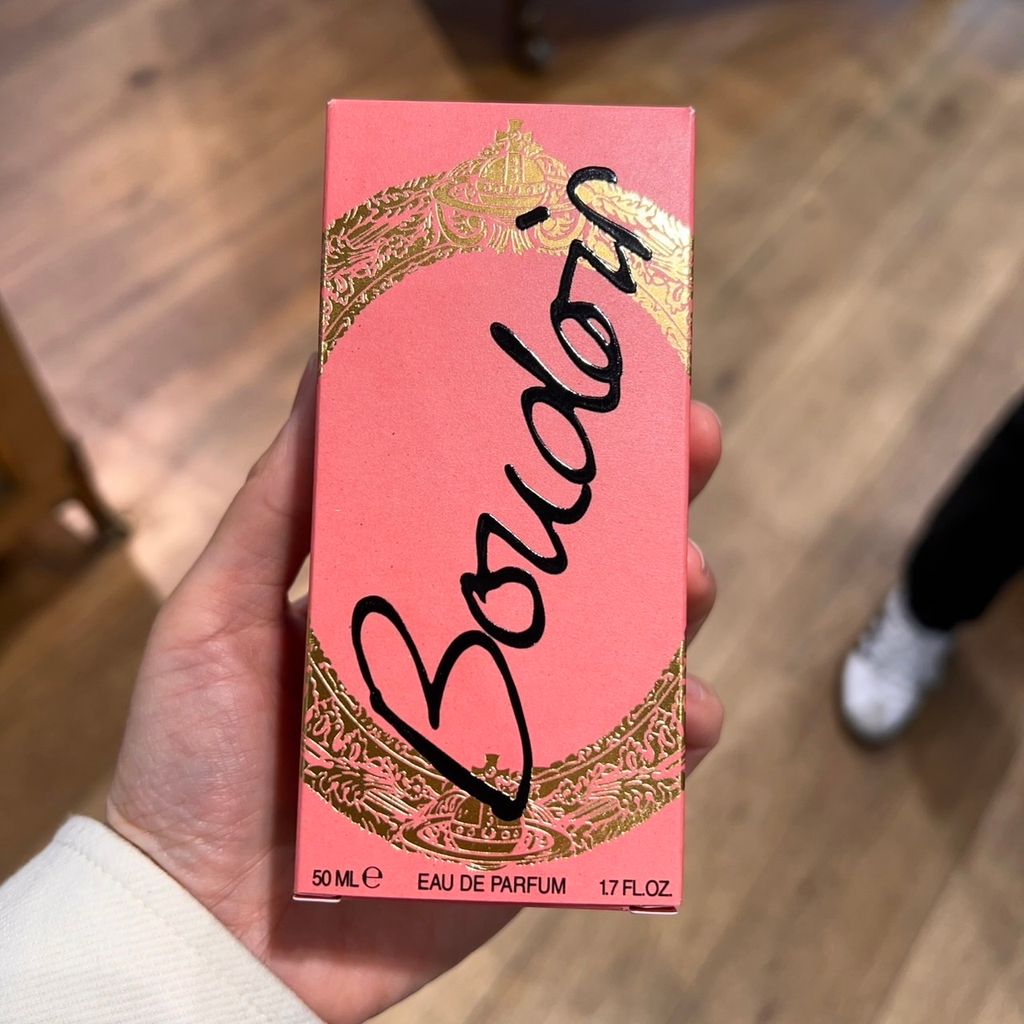 Boudoir
50 ML ℮ EAU DE PARFUM 1.7 FL.OZ.